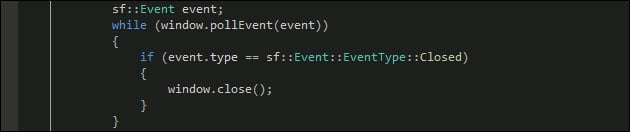 sf::Event event;
while (window.pollEvent(event))
{
if (event.type == sf::Event::EventType::Closed)
{
window.close();
}
}